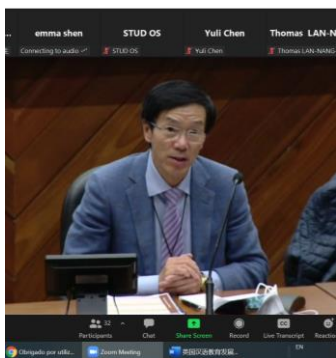 ... emma shen STUD OS Yuli Chen Thomas LAN-N
Connecting to audio STUD OS Yuli Chen Thomas LAN-NANG
32
Participants Chat Share Screen Record Live Transcript Reactio
Obrigado por utiliz... Zoom Meeting 英国汉语教育发展... EN